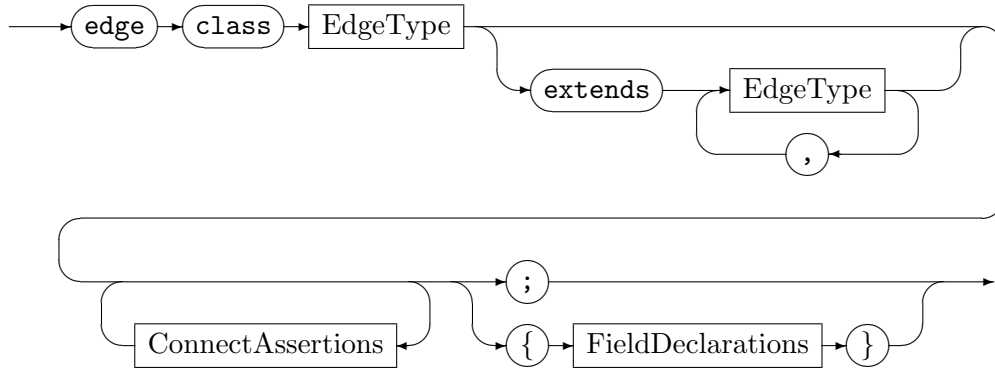 edge class EdgeType
extends EdgeType
,
;
ConnectAssertions { FieldDeclarations }